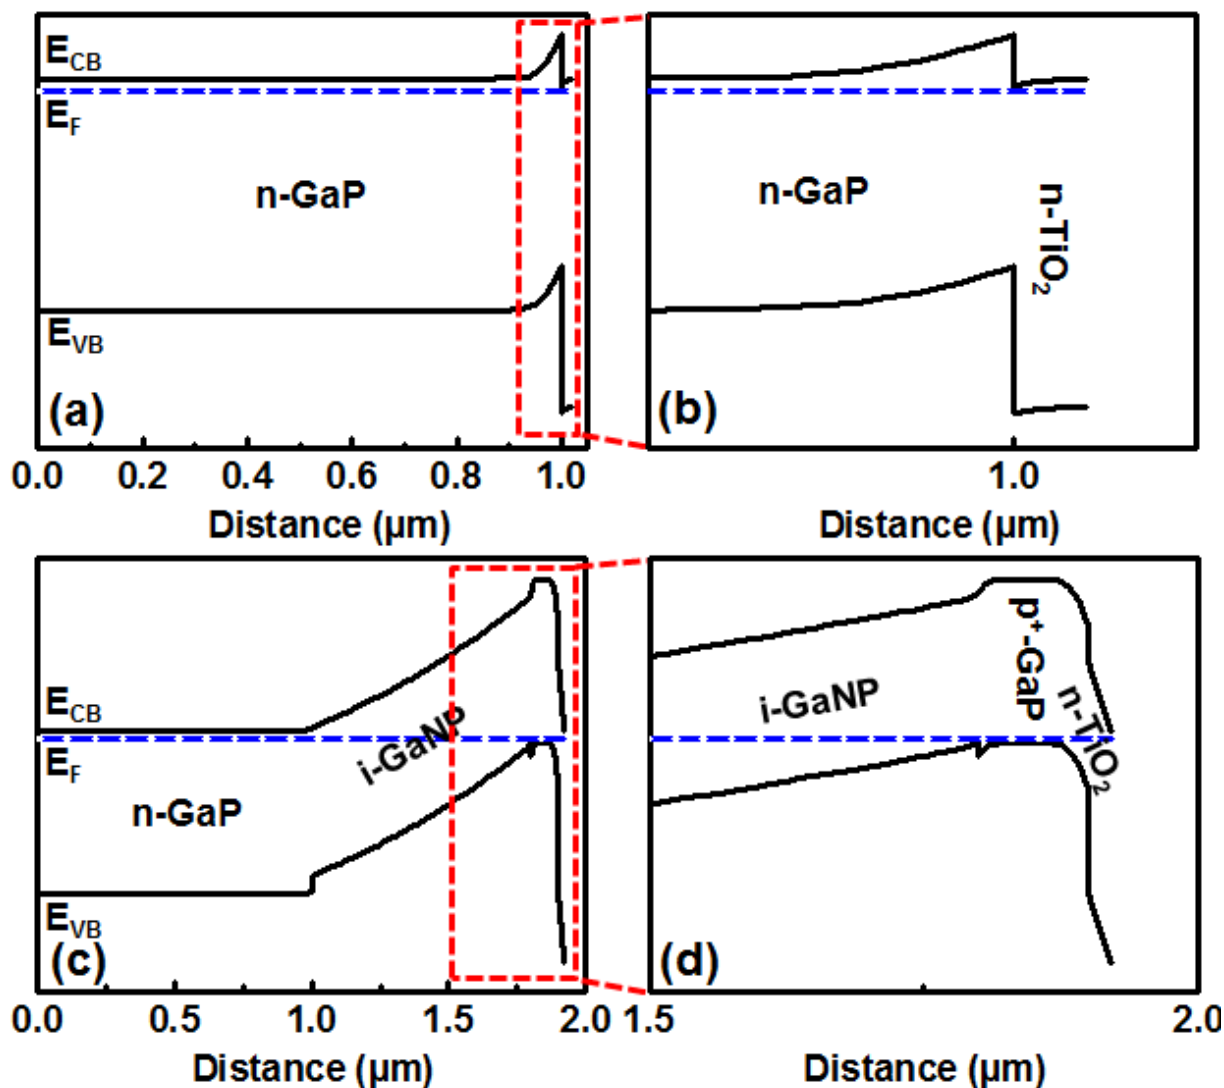 E_CB
E_F
n-GaP
E_VB
(a)
0.0 0.2 0.4 0.6 0.8 1.0
Distance (µm)
n-GaP
n-TiO₂
(b)
1.0
Distance (µm)
E_CB
E_F
i-GaNP
n-GaP
E_VB
(c)
0.0 0.5 1.0 1.5 2.0
Distance (µm)
i-GaNP
p⁺-GaP
n-TiO₂
(d)
1.5 2.0
Distance (µm)